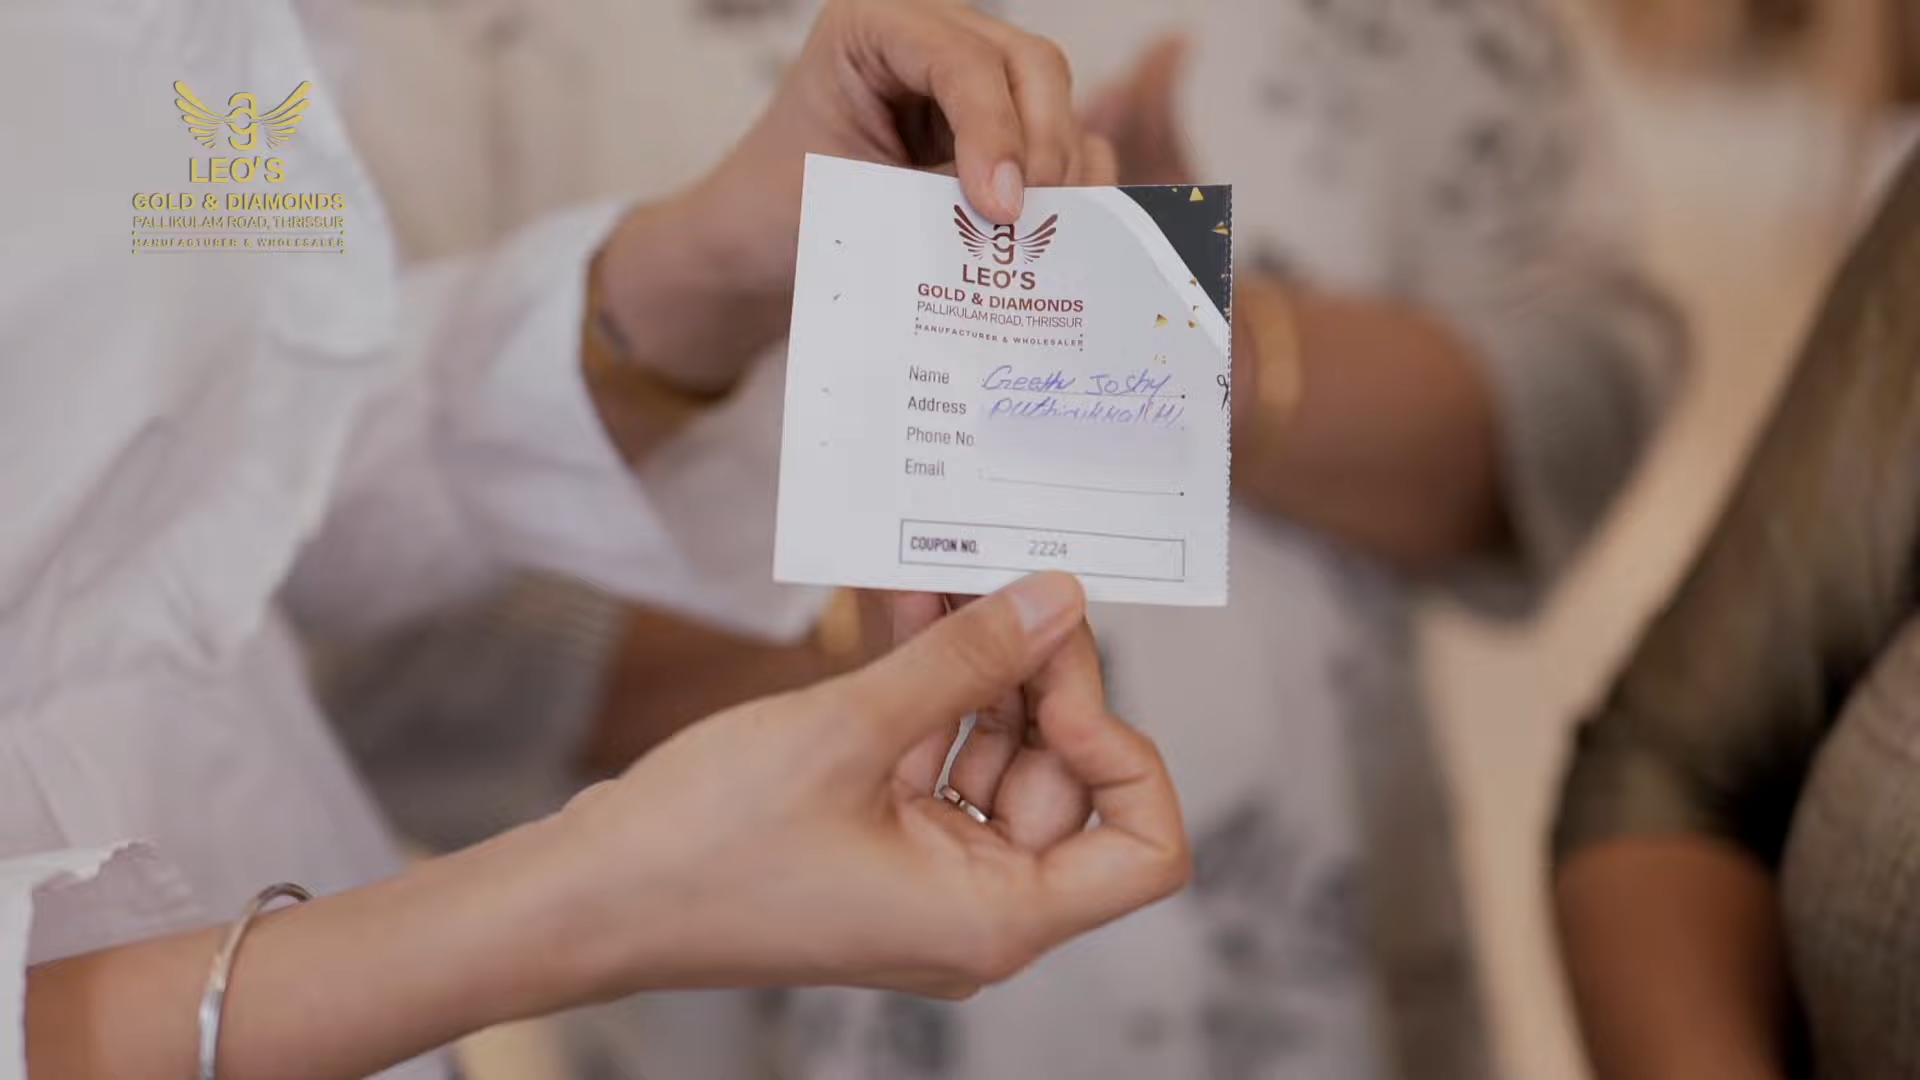 LEO'S
GOLD & DIAMONDS
PALLIKULAM ROAD, THRISSUR
MANUFACTURER & WHOLESALER
LEO'S
GOLD & DIAMONDS
PALLIKULAM ROAD, THRISSUR
MANUFACTURER & WHOLESALER
Name Geethu Joshy
Address
Phone No
Email
COUPON NO. 2224